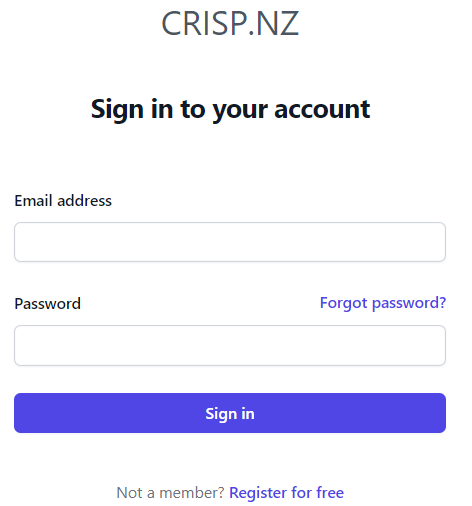 CRISP.NZ
Sign in to your account
Email address
Password
Forgot password?
Sign in
Not a member? Register for free